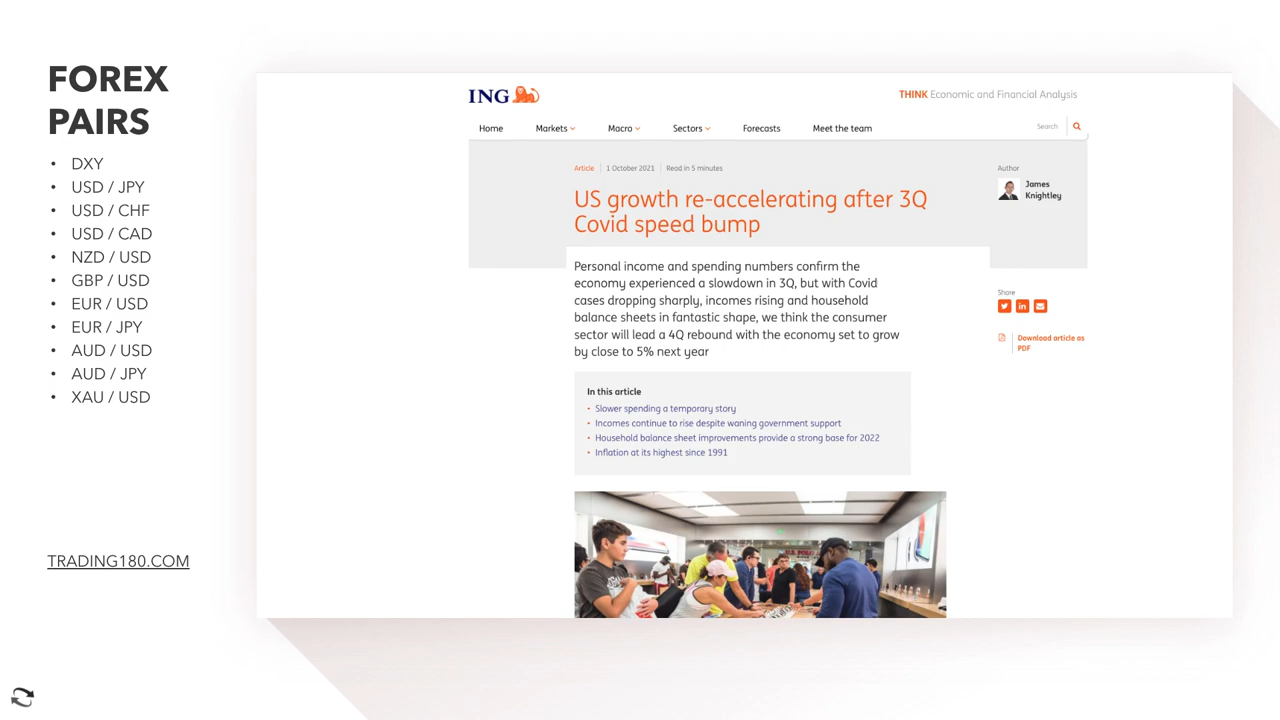 FOREX
PAIRS
• DXY
• USD / JPY
• USD / CHF
• USD / CAD
• NZD / USD
• GBP / USD
• EUR / USD
• EUR / JPY
• AUD / USD
• AUD / JPY
• XAU / USD
TRADING180.COM
ING
THINK Economic and Financial Analysis
Home Markets Macro Sectors Forecasts Meet the team Search
Article | 1 October 2021 | Read in 5 minutes
US growth re-accelerating after 3Q
Covid speed bump
Personal income and spending numbers confirm the
economy experienced a slowdown in 3Q, but with Covid
cases dropping sharply, incomes rising and household
balance sheets in fantastic shape, we think the consumer
sector will lead a 4Q rebound with the economy set to grow
by close to 5% next year
In this article
• Slower spending a temporary story
• Incomes continue to rise despite waning government support
• Household balance sheet improvements provide a strong base for 2022
• Inflation at its highest since 1991
Author
James
Knightley
Share
Download article as
PDF
U.S. POLO